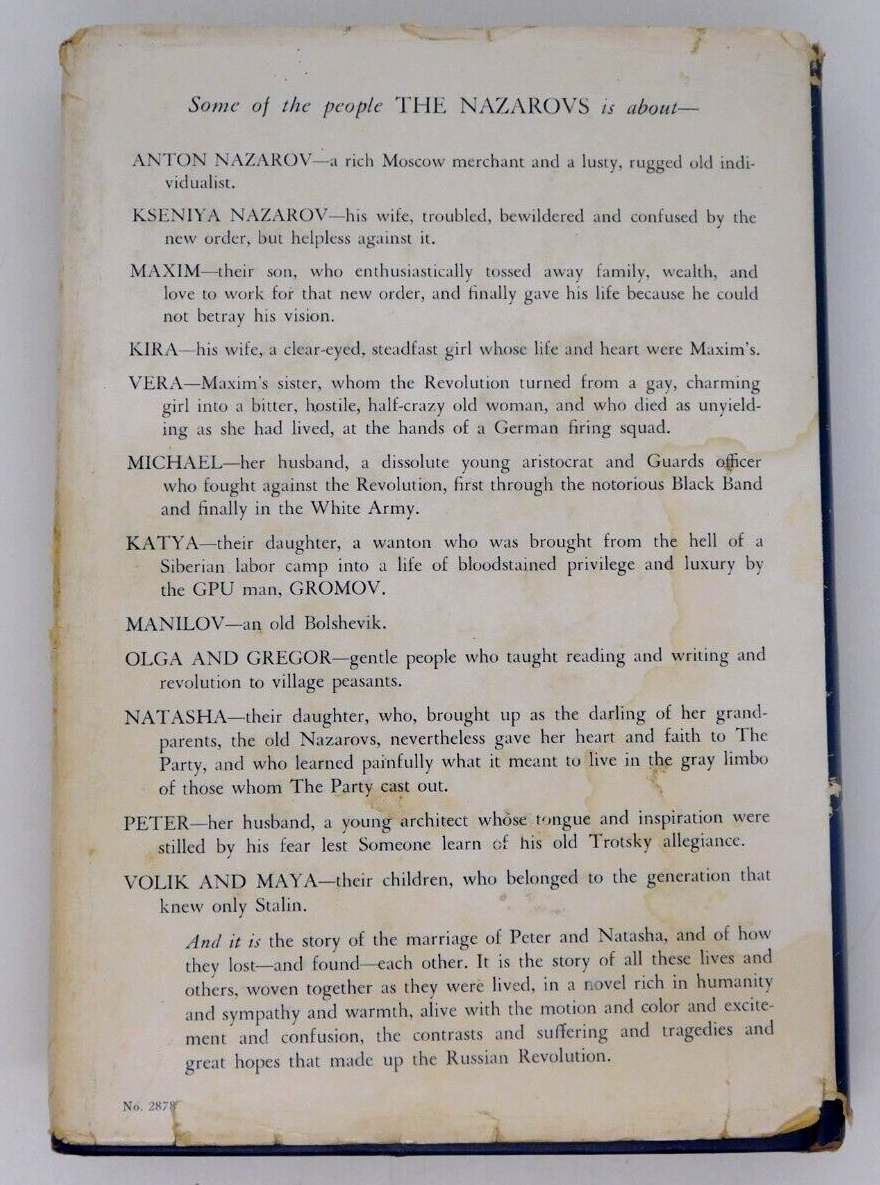 Some of the people THE NAZAROVS is about—
ANTON NAZAROV—a rich Moscow merchant and a lusty, rugged old indi-
vidualist.
KSENIYA NAZAROV—his wife, troubled, bewildered and confused by the
new order, but helpless against it.
MAXIM—their son, who enthusiastically tossed away family, wealth, and
love to work for that new order, and finally gave his life because he could
not betray his vision.
KIRA—his wife, a clear-eyed, steadfast girl whose life and heart were Maxim's.
VERA—Maxim's sister, whom the Revolution turned from a gay, charming
girl into a bitter, hostile, half-crazy old woman, and who died as unyield-
ing as she had lived, at the hands of a German firing squad.
MICHAEL—her husband, a dissolute young aristocrat and Guards officer
who fought against the Revolution, first through the notorious Black Band
and finally in the White Army.
KATYA—their daughter, a wanton who was brought from the hell of a
Siberian labor camp into a life of bloodstained privilege and luxury by
the GPU man, GROMOV.
MANILOV—an old Bolshevik.
OLGA AND GREGOR—gentle people who taught reading and writing and
revolution to village peasants.
NATASHA—their daughter, who, brought up as the darling of her grand-
parents, the old Nazarovs, nevertheless gave her heart and faith to The
Party, and who learned painfully what it meant to live in the gray limbo
of those whom The Party cast out.
PETER—her husband, a young architect whose tongue and inspiration were
stilled by his fear lest Someone learn of his old Trotsky allegiance.
VOLIK AND MAYA—their children, who belonged to the generation that
knew only Stalin.
And it is the story of the marriage of Peter and Natasha, and of how
they lost—and found—each other. It is the story of all these lives and
others, woven together as they were lived, in a novel rich in humanity
and sympathy and warmth, alive with the motion and color and excite-
ment and confusion, the contrasts and suffering and tragedies and
great hopes that made up the Russian Revolution.
No. 2878